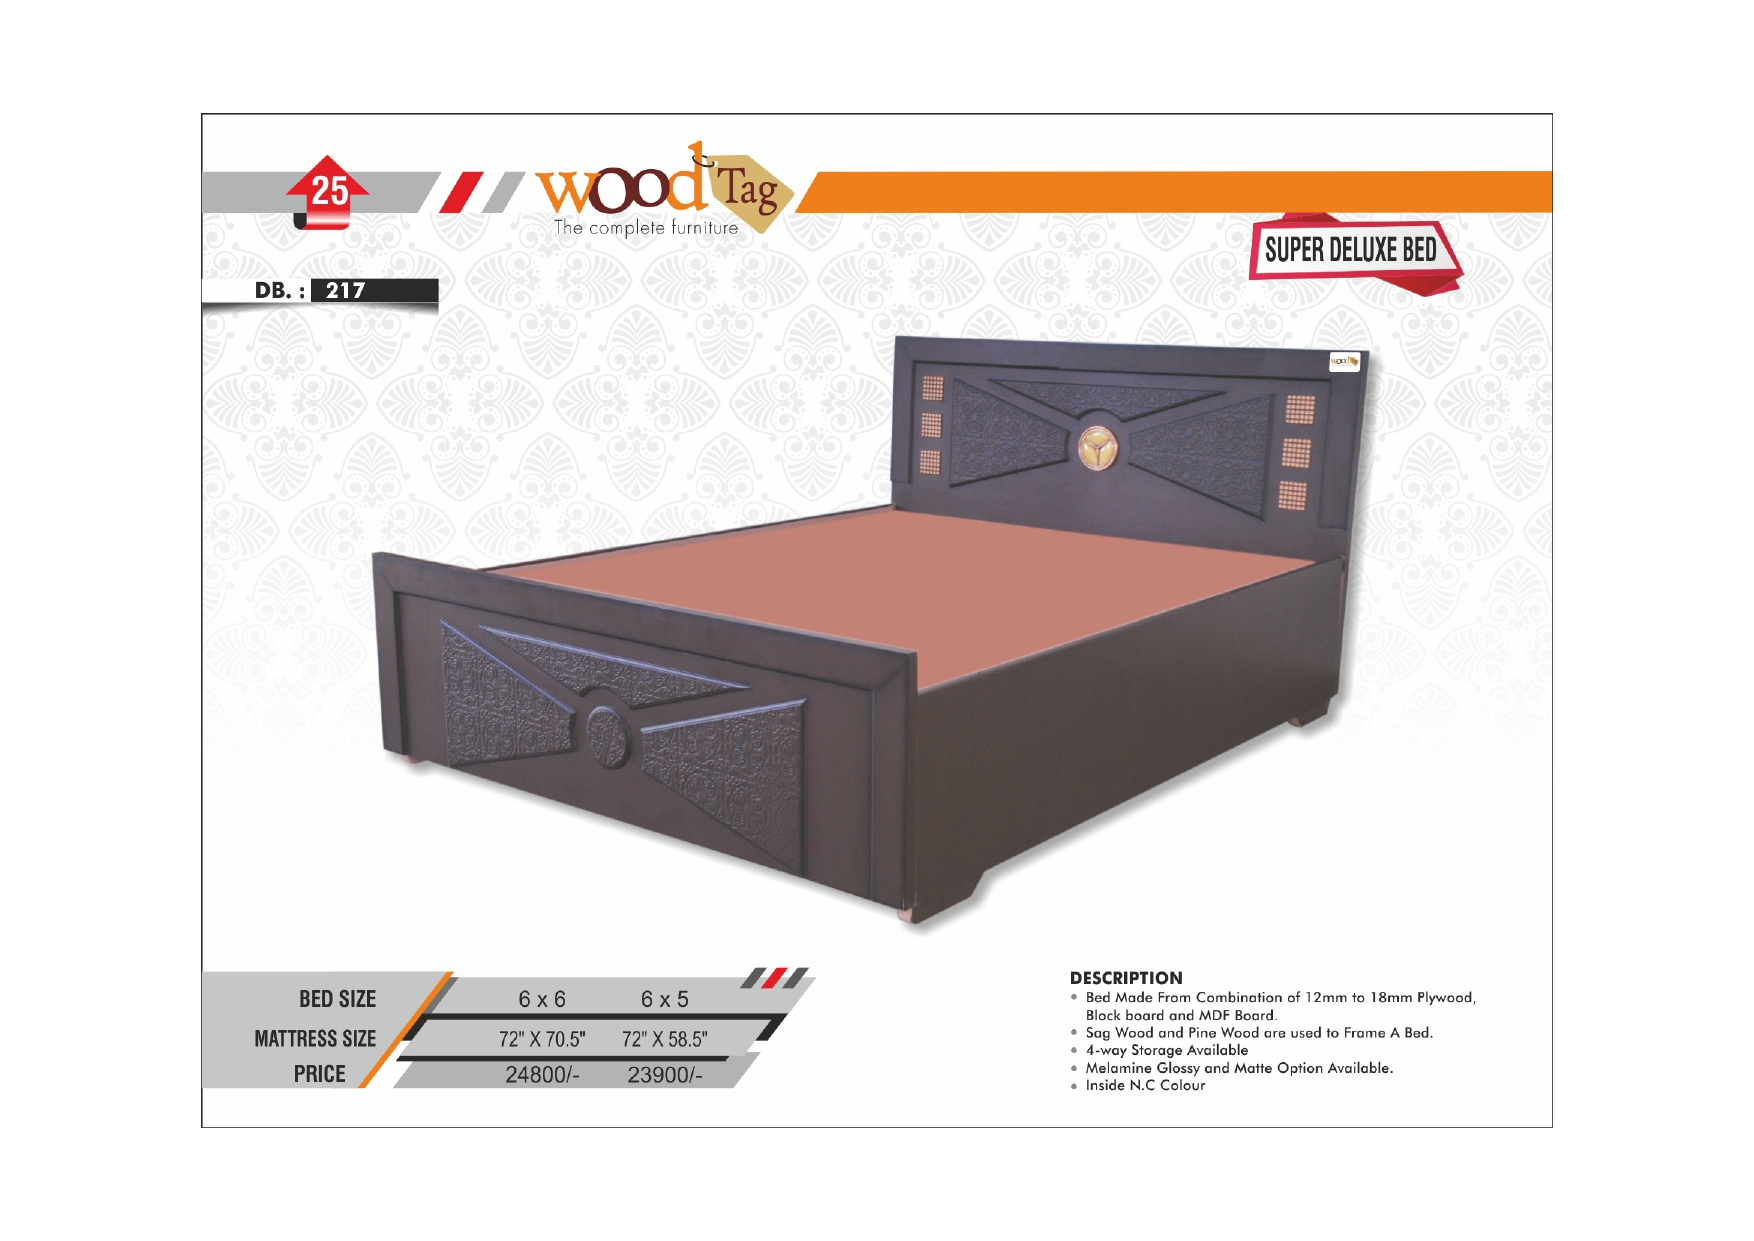 25
wood Tag
The complete furniture
SUPER DELUXE BED
DB. : 217
wood
BED SIZE 6 x 6 6 x 5
MATTRESS SIZE 72" X 70.5" 72" X 58.5"
PRICE 24800/- 23900/-
DESCRIPTION
• Bed Made From Combination of 12mm to 18mm Plywood,
Block board and MDF Board.
• Sag Wood and Pine Wood are used to Frame A Bed.
• 4-way Storage Available
• Melamine Glossy and Matte Option Available.
• Inside N.C Colour